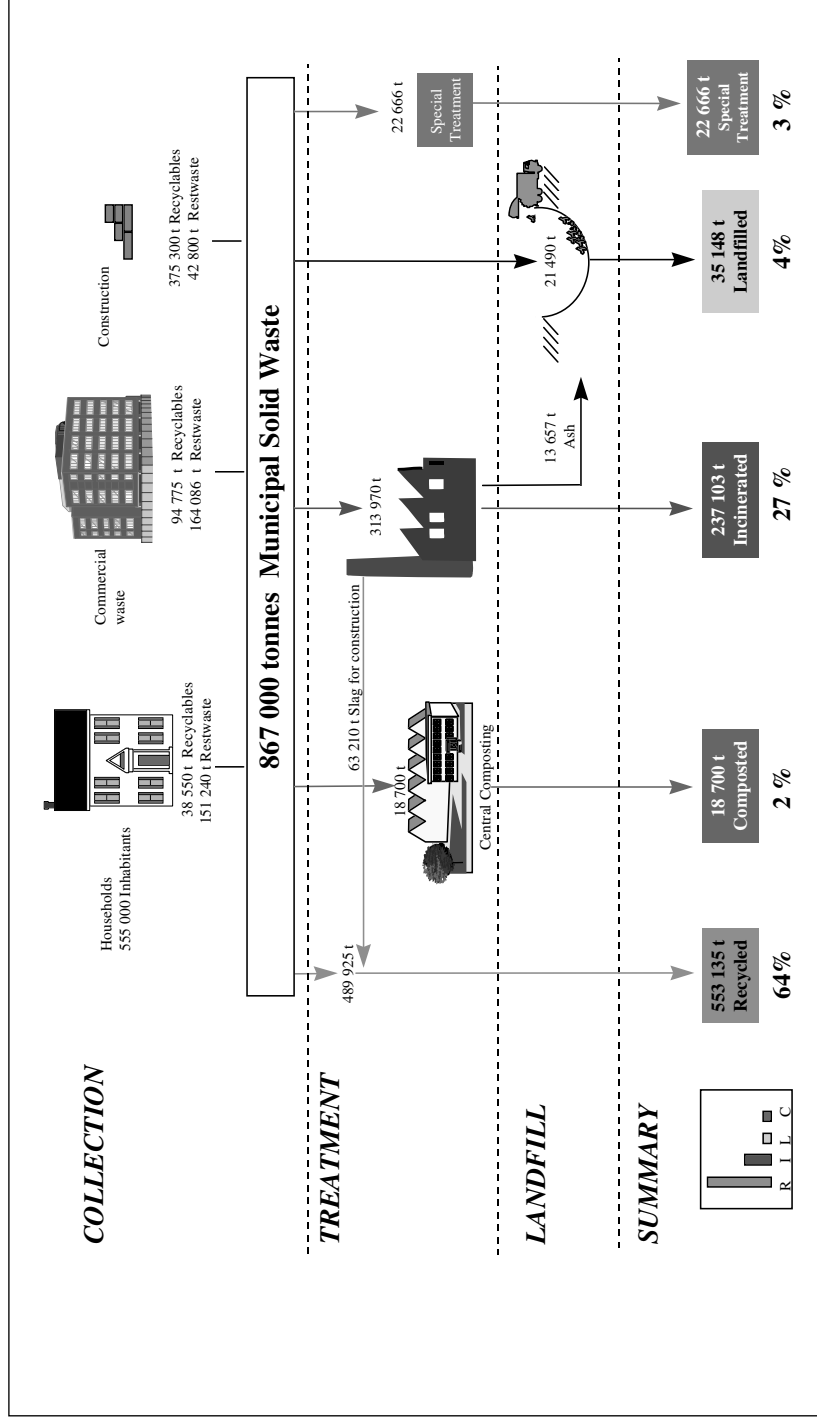 COLLECTION
Households
555 000 Inhabitants
38 550 t Recyclables
151 240 t Restwaste
Commercial
waste
94 775 t Recyclables
164 086 t Restwaste
Construction
375 300 t Recyclables
42 800 t Restwaste
867 000 tonnes Municipal Solid Waste
TREATMENT
489 925 t
63 210 t Slag for construction
18 700 t
Central Composting
313 970 t
22 666 t
Special
Treatment
LANDFILL
13 657 t
Ash
21 490 t
SUMMARY
R I L C
553 135 t
Recycled
64%
18 700 t
Composted
2 %
237 103 t
Incinerated
27 %
35 148 t
Landfilled
4%
22 666 t
Special
Treatment
3 %